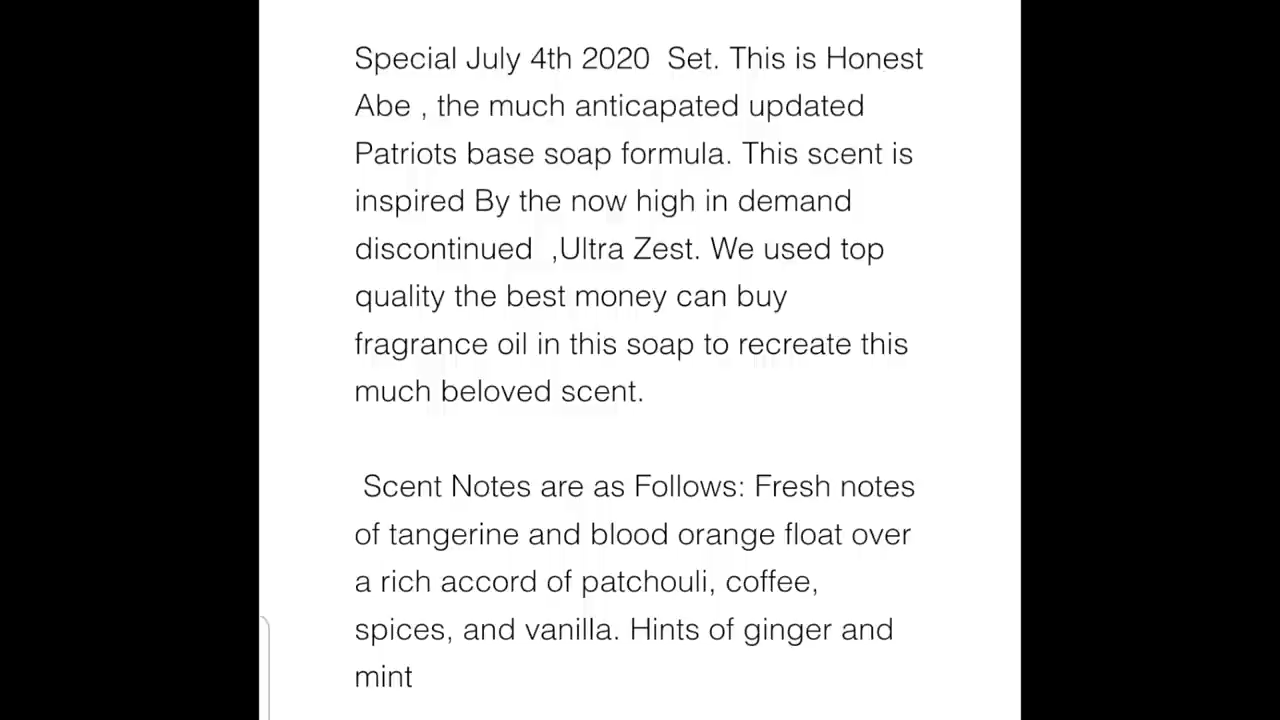 Special July 4th 2020  Set. This is Honest
Abe , the much anticapated updated
Patriots base soap formula. This scent is
inspired By the now high in demand
discontinued  ,Ultra Zest. We used top
quality the best money can buy
fragrance oil in this soap to recreate this
much beloved scent.
Scent Notes are as Follows: Fresh notes
of tangerine and blood orange float over
a rich accord of patchouli, coffee,
spices, and vanilla. Hints of ginger and
mint